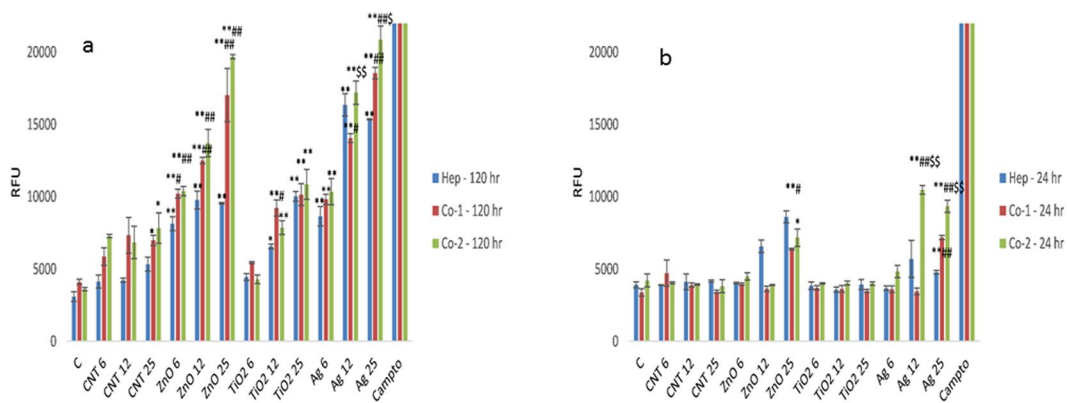 a
RFU
20000
15000
10000
5000
0
**##
**##
**##
**#
**
*
*
**##
**##
**
**
*
**#
**
**
**
**
**
**
**
**
**$$
**#
**##$
**##
**
C
CNT 6
CNT 12
CNT 25
ZnO 6
ZnO 12
ZnO 25
TiO2 6
TiO2 12
TiO2 25
Ag 6
Ag 12
Ag 25
Campto
Hep - 120 hr
Co-1 - 120 hr
Co-2 - 120 hr
b
RFU
20000
15000
10000
5000
0
**#
*
**##$$
**##$$
**##
C
CNT 6
CNT 12
CNT 25
ZnO 6
ZnO 12
ZnO 25
TiO2 6
TiO2 12
TiO2 25
Ag 6
Ag 12
Ag 25
Campto
Hep - 24 hr
Co-1 - 24 hr
Co-2 - 24 hr